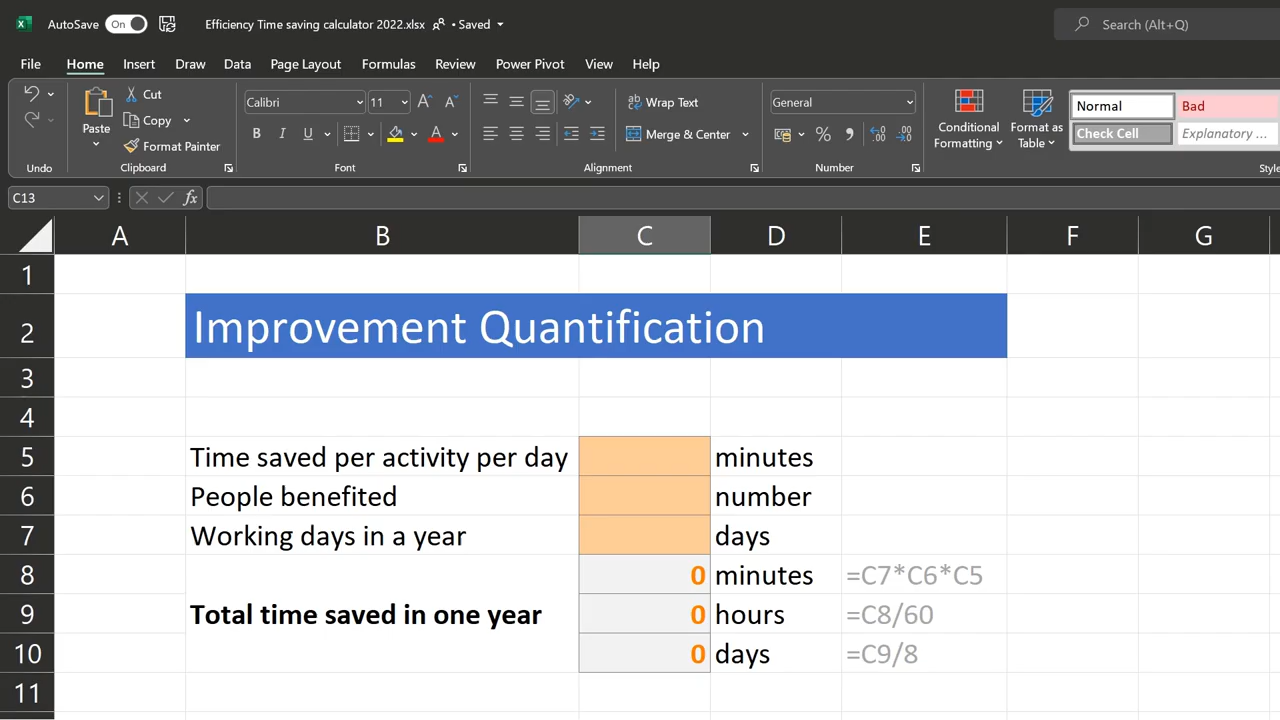 AutoSave On Efficiency Time saving calculator 2022.xlsx • Saved Search (Alt+Q)
File Home Insert Draw Data Page Layout Formulas Review Power Pivot View Help
Paste Cut Copy Format Painter Calibri 11 Wrap Text Merge & Center General Conditional Formatting Format as Table Normal Bad Check Cell Explanatory ...
Undo Clipboard Font Alignment Number Style
C13 fx
A B C D E F G
1
2 Improvement Quantification
3
4
5 Time saved per activity per day minutes
6 People benefited number
7 Working days in a year days
8 0 minutes =C7*C6*C5
9 Total time saved in one year 0 hours =C8/60
10 0 days =C9/8
11